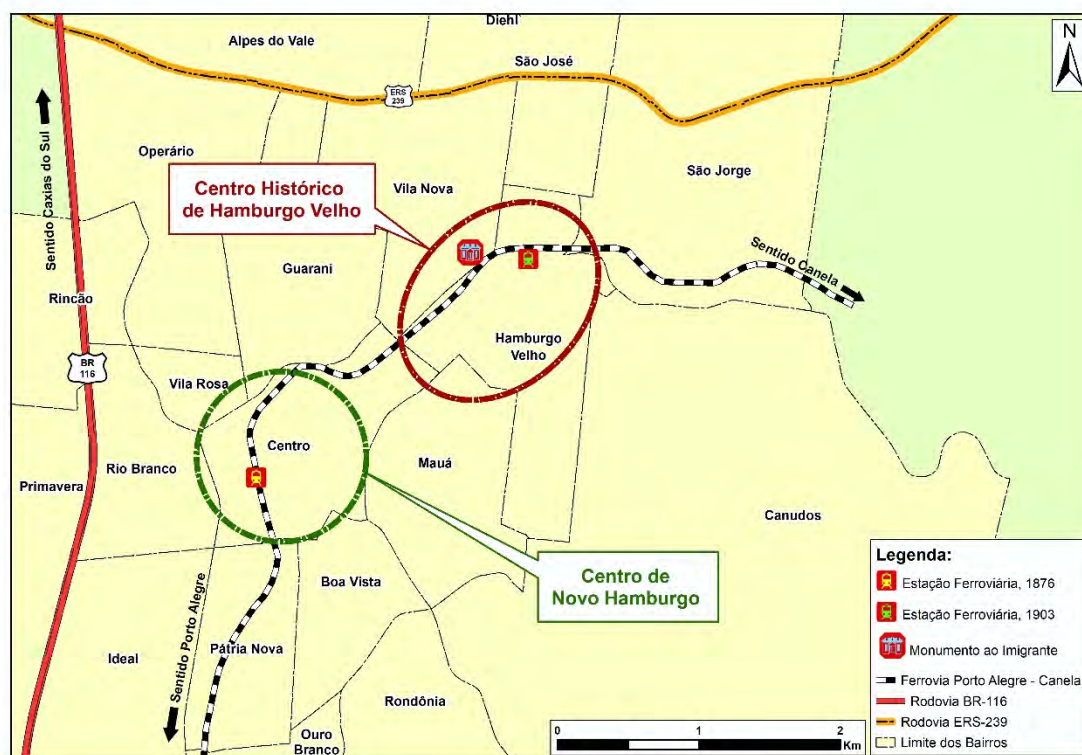 Diehl
Alpes do Vale
N
São José
ERS
239
Sentido Caxias do Sul
Operário
Centro Histórico
de Hamburgo Velho
Vila Nova
São Jorge
Sentido Canela
Guarani
Rincão
Hamburgo
Velho
BR
116
Vila Rosa
Centro
Mauá
Rio Branco
Primavera
Canudos
Centro de
Novo Hamburgo
Boa Vista
Sentido Porto Alegre
Pátria Nova
Ideal
Rondônia
Ouro
Branco
0 1 2
Km
Legenda:
Estação Ferroviária, 1876
Estação Ferroviária, 1903
Monumento ao Imigrante
Ferrovia Porto Alegre - Canela
Rodovia BR-116
Rodovia ERS-239
Limite dos Bairros